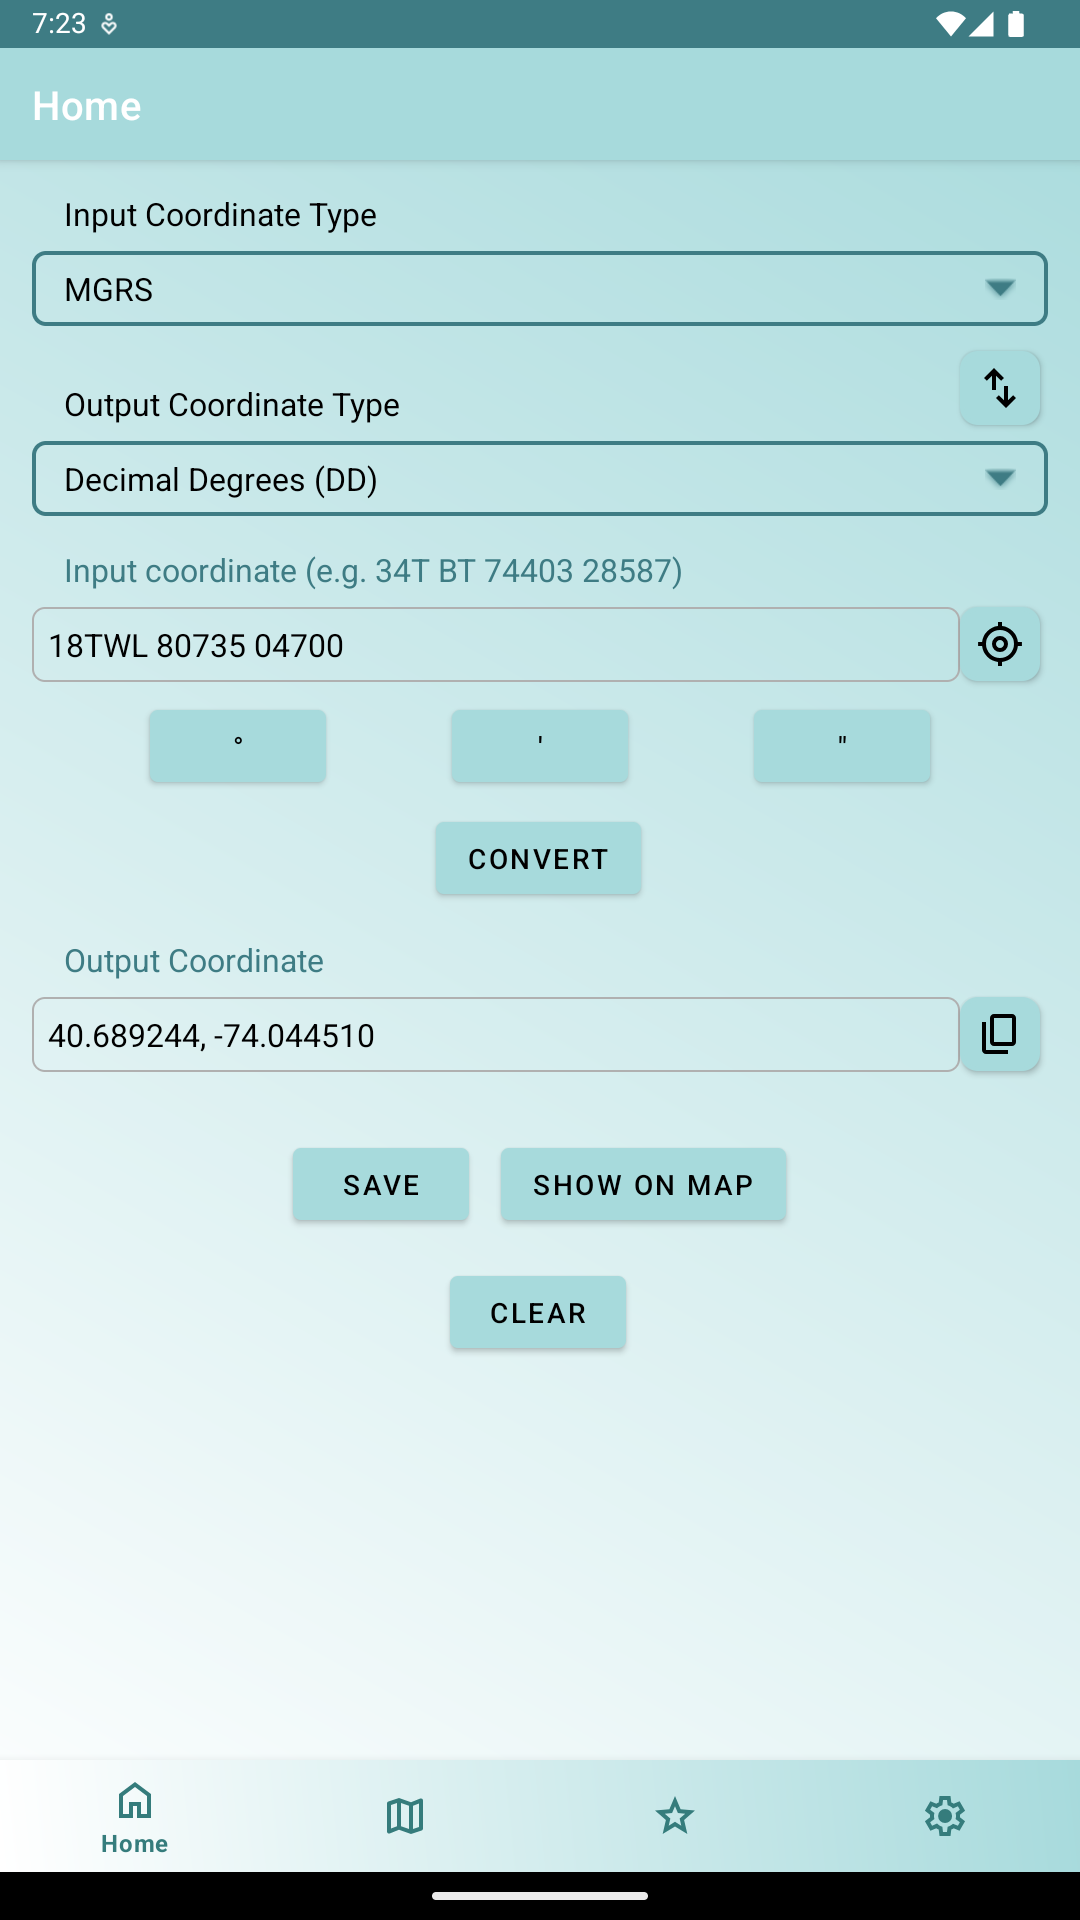 7:23
Home
Input Coordinate Type
MGRS
Output Coordinate Type
Decimal Degrees (DD)
Input coordinate (e.g. 34T BT 74403 28587)
18TWL 80735 04700
° ' "
CONVERT
Output Coordinate
40.689244, -74.044510
SAVE SHOW ON MAP
CLEAR
Home